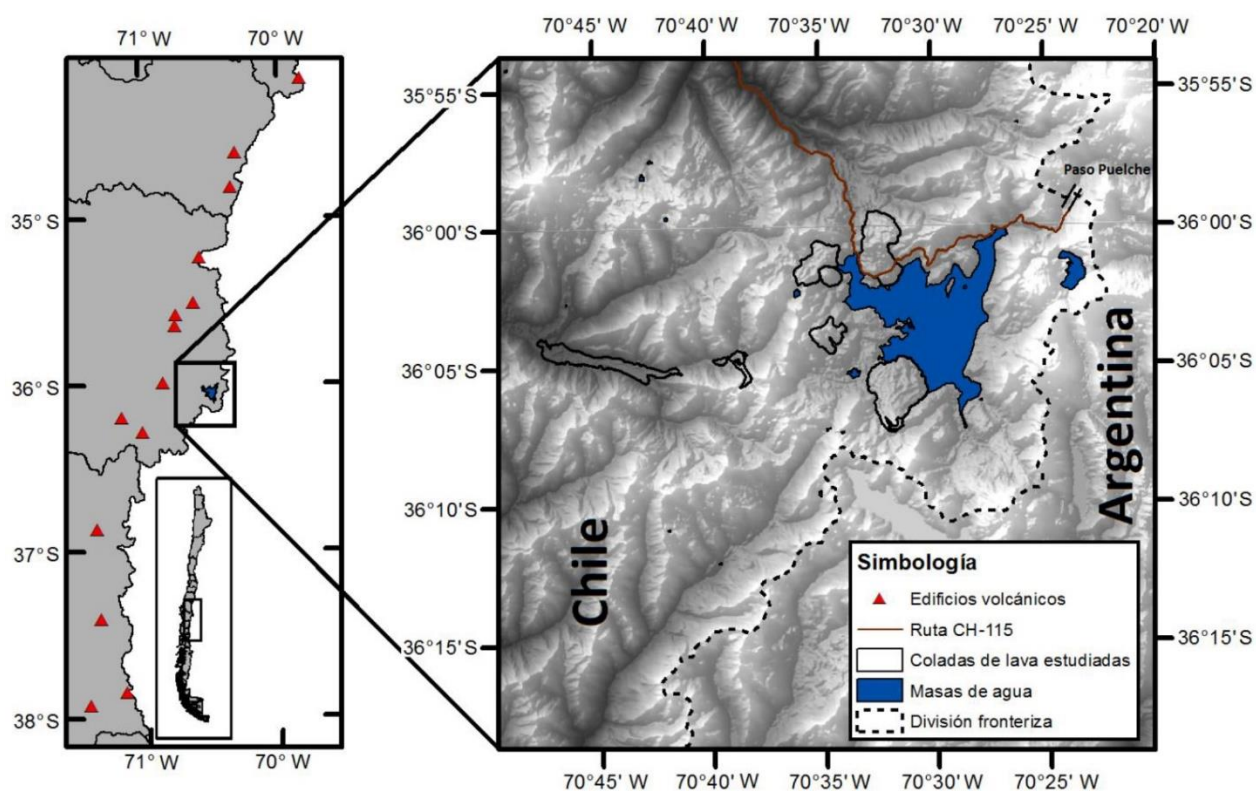 71° W 70° W
35° S
36° S
37° S
38° S
71° W 70° W
70°45' W 70°40' W 70°35' W 70°30' W 70°25' W 70°20' W
35°55'S 35°55'S
36°00'S 36°00'S
36°05'S 36°05'S
36°10'S 36°10'S
36°15'S 36°15'S
70°45' W 70°40' W 70°35' W 70°30' W 70°25' W
Paso Puelche
Argentina
Chile
Simbología
Edificios volcánicos
Ruta CH-115
Coladas de lava estudiadas
Masas de agua
División fronteriza